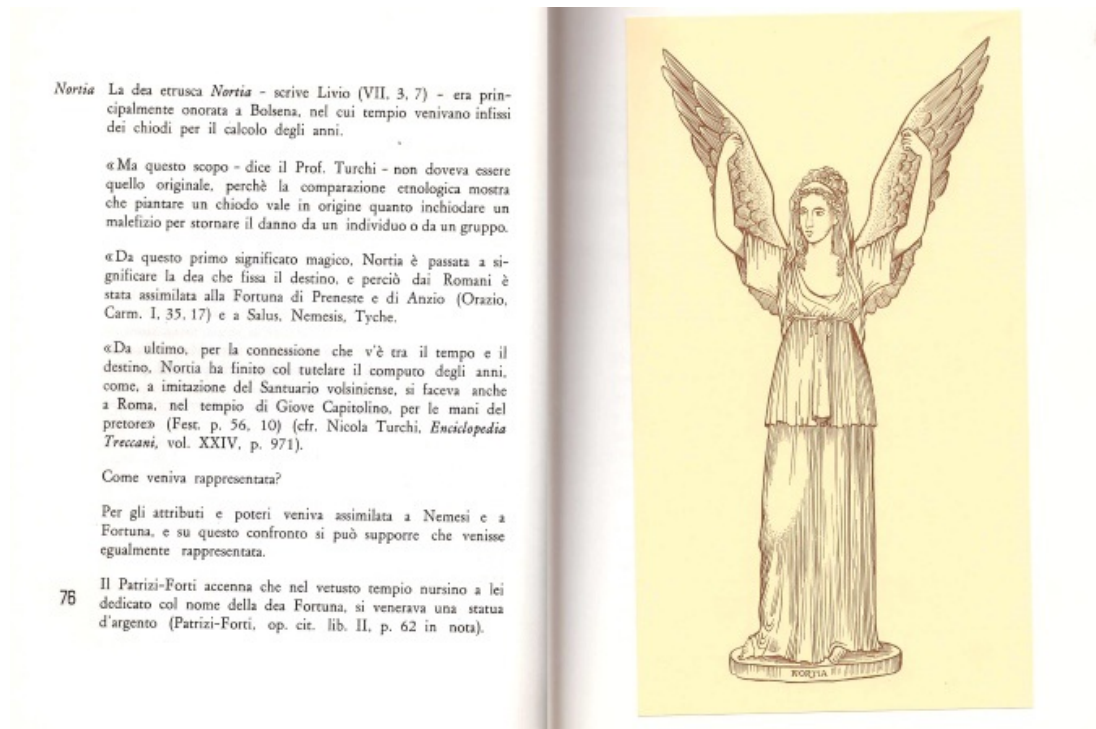 Nortia La dea etrusca Nortia - scrive Livio (VII, 3, 7) - era prin-
cipalmente onorata a Bolsena, nel cui tempio venivano infissi
dei chiodi per il calcolo degli anni.
«Ma questo scopo - dice il Prof. Turchi - non doveva essere
quello originale, perchè la comparazione etnologica mostra
che piantare un chiodo vale in origine quanto inchiodare un
malefizio per stornare il danno da un individuo o da un gruppo.
«Da questo primo significato magico, Nortia è passata a si-
gnificare la dea che fissa il destino, e perciò dai Romani è
stata assimilata alla Fortuna di Preneste e di Anzio (Orazio,
Carm. I, 35, 17) e a Salus, Nemesis, Tyche.
«Da ultimo, per la connessione che v'è tra il tempo e il
destino, Nortia ha finito col tutelare il computo degli anni,
come, a imitazione del Santuario volsiniense, si faceva anche
a Roma, nel tempio di Giove Capitolino, per le mani del
pretore» (Fest. p. 56, 10) (cfr. Nicola Turchi, Enciclopedia
Treccani, vol. XXIV, p. 971).
Come veniva rappresentata?
Per gli attributi e poteri veniva assimilata a Nemesi e a
Fortuna, e su questo confronto si può supporre che venisse
egualmente rappresentata.
Il Patrizi-Forti accenna che nel vetusto tempio nursino a lei
dedicato col nome della dea Fortuna, si venerava una statua
d'argento (Patrizi-Forti, op. cit. lib. II, p. 62 in nota).
76
NORTIA